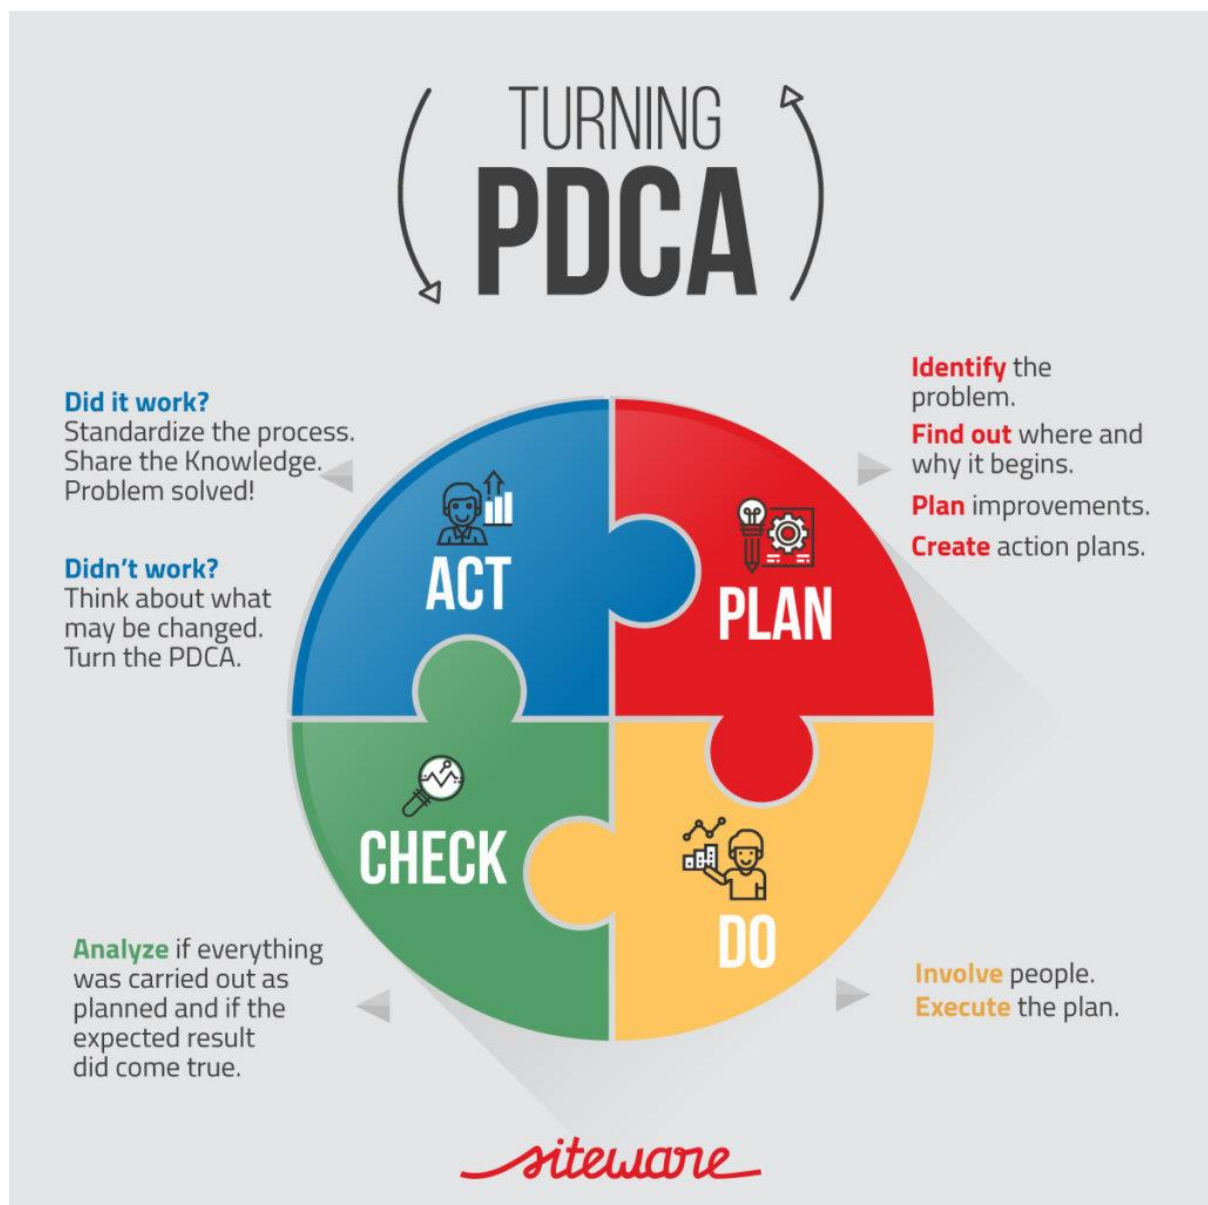 TURNING
PDCA
Did it work?
Standardize the process.
Share the Knowledge.
Problem solved!
Didn't work?
Think about what
may be changed.
Turn the PDCA.
Identify the
problem.
Find out where and
why it begins.
Plan improvements.
Create action plans.
ACT
PLAN
CHECK
DO
Analyze if everything
was carried out as
planned and if the
expected result
did come true.
Involve people.
Execute the plan.
siteware